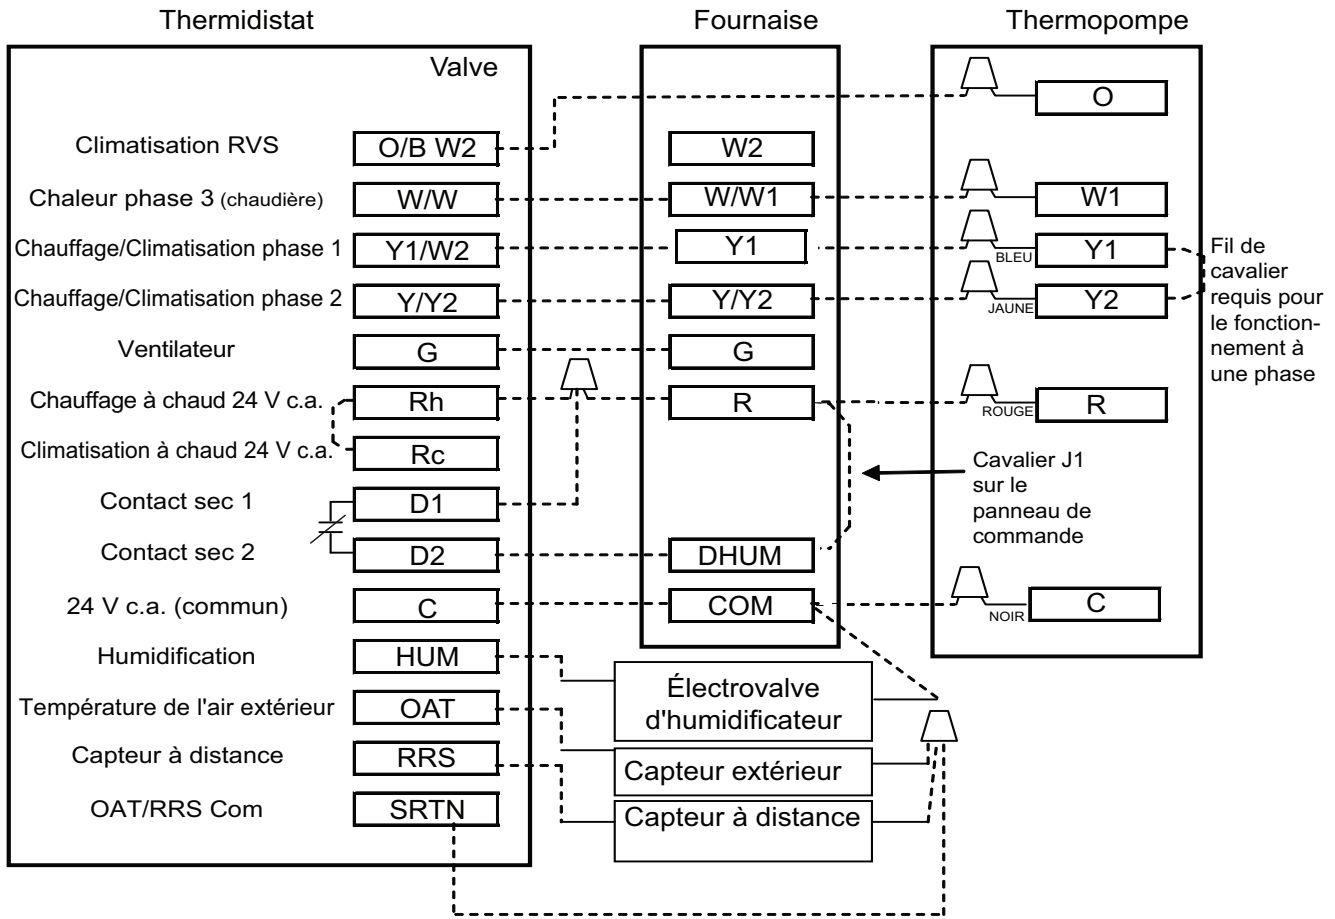 Thermidistat Fournaise Thermopompe
Valve
O
Climatisation RVS O/B W2 W2
Chaleur phase 3 (chaudière) W/W W/W1 W1
Chauffage/Climatisation phase 1 Y1/W2 Y1 BLEU Y1
Chauffage/Climatisation phase 2 Y/Y2 Y/Y2 JAUNE Y2
Fil de
cavalier
requis pour
le fonction-
nement à
une phase
Ventilateur G G
Chauffage à chaud 24 V c.a. Rh R ROUGE R
Climatisation à chaud 24 V c.a. Rc
Cavalier J1
sur le
panneau de
commande
Contact sec 1 D1
Contact sec 2 D2 DHUM
24 V c.a. (commun) C COM NOIR C
Humidification HUM
Électrovalve
d'humidificateur
Température de l'air extérieur OAT
Capteur extérieur
Capteur à distance RRS
Capteur à distance
OAT/RRS Com SRTN